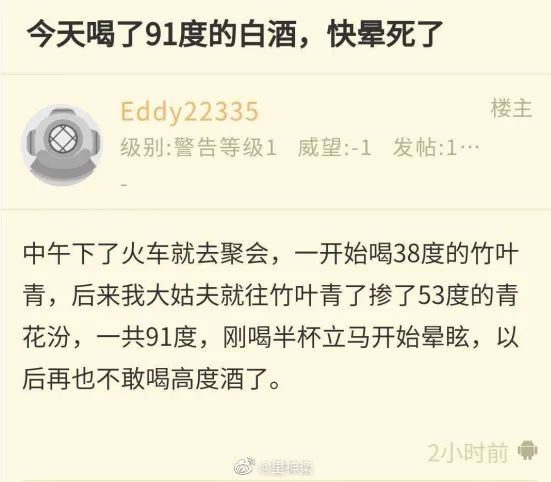 今天喝了91度的白酒，快晕死了
Eddy22335
楼主
级别:警告等级1 威望:-1 发帖:1…
-
中午下了火车就去聚会，一开始喝38度的竹叶
青，后来我大姑夫就往竹叶青了掺了53度的青
花汾，一共91度，刚喝半杯立马开始晕眩，以
后再也不敢喝高度酒了。
2小时前